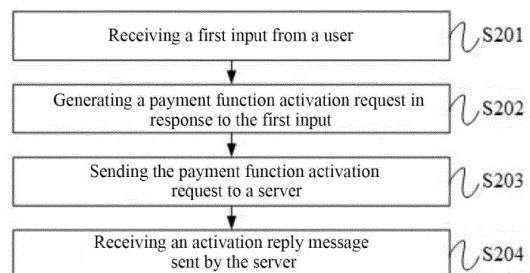 Receiving a first input from a user
S201
Generating a payment function activation request in
response to the first input
S202
Sending the payment function activation
request to a server
S203
Receiving an activation reply message
sent by the server
S204